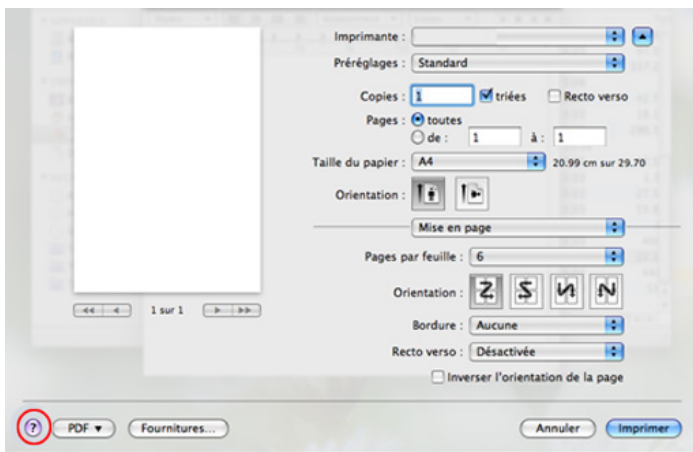 Imprimante :
Préréglages : Standard
Copies : 1 triées Recto verso
Pages : toutes
de : 1 à : 1
Taille du papier : A4 20.99 cm sur 29.70
Orientation :
Mise en page
Pages par feuille : 6
Orientation :
Bordure : Aucune
Recto verso : Désactivée
Inverser l'orientation de la page
1 sur 1
? PDF Fournitures... Annuler Imprimer